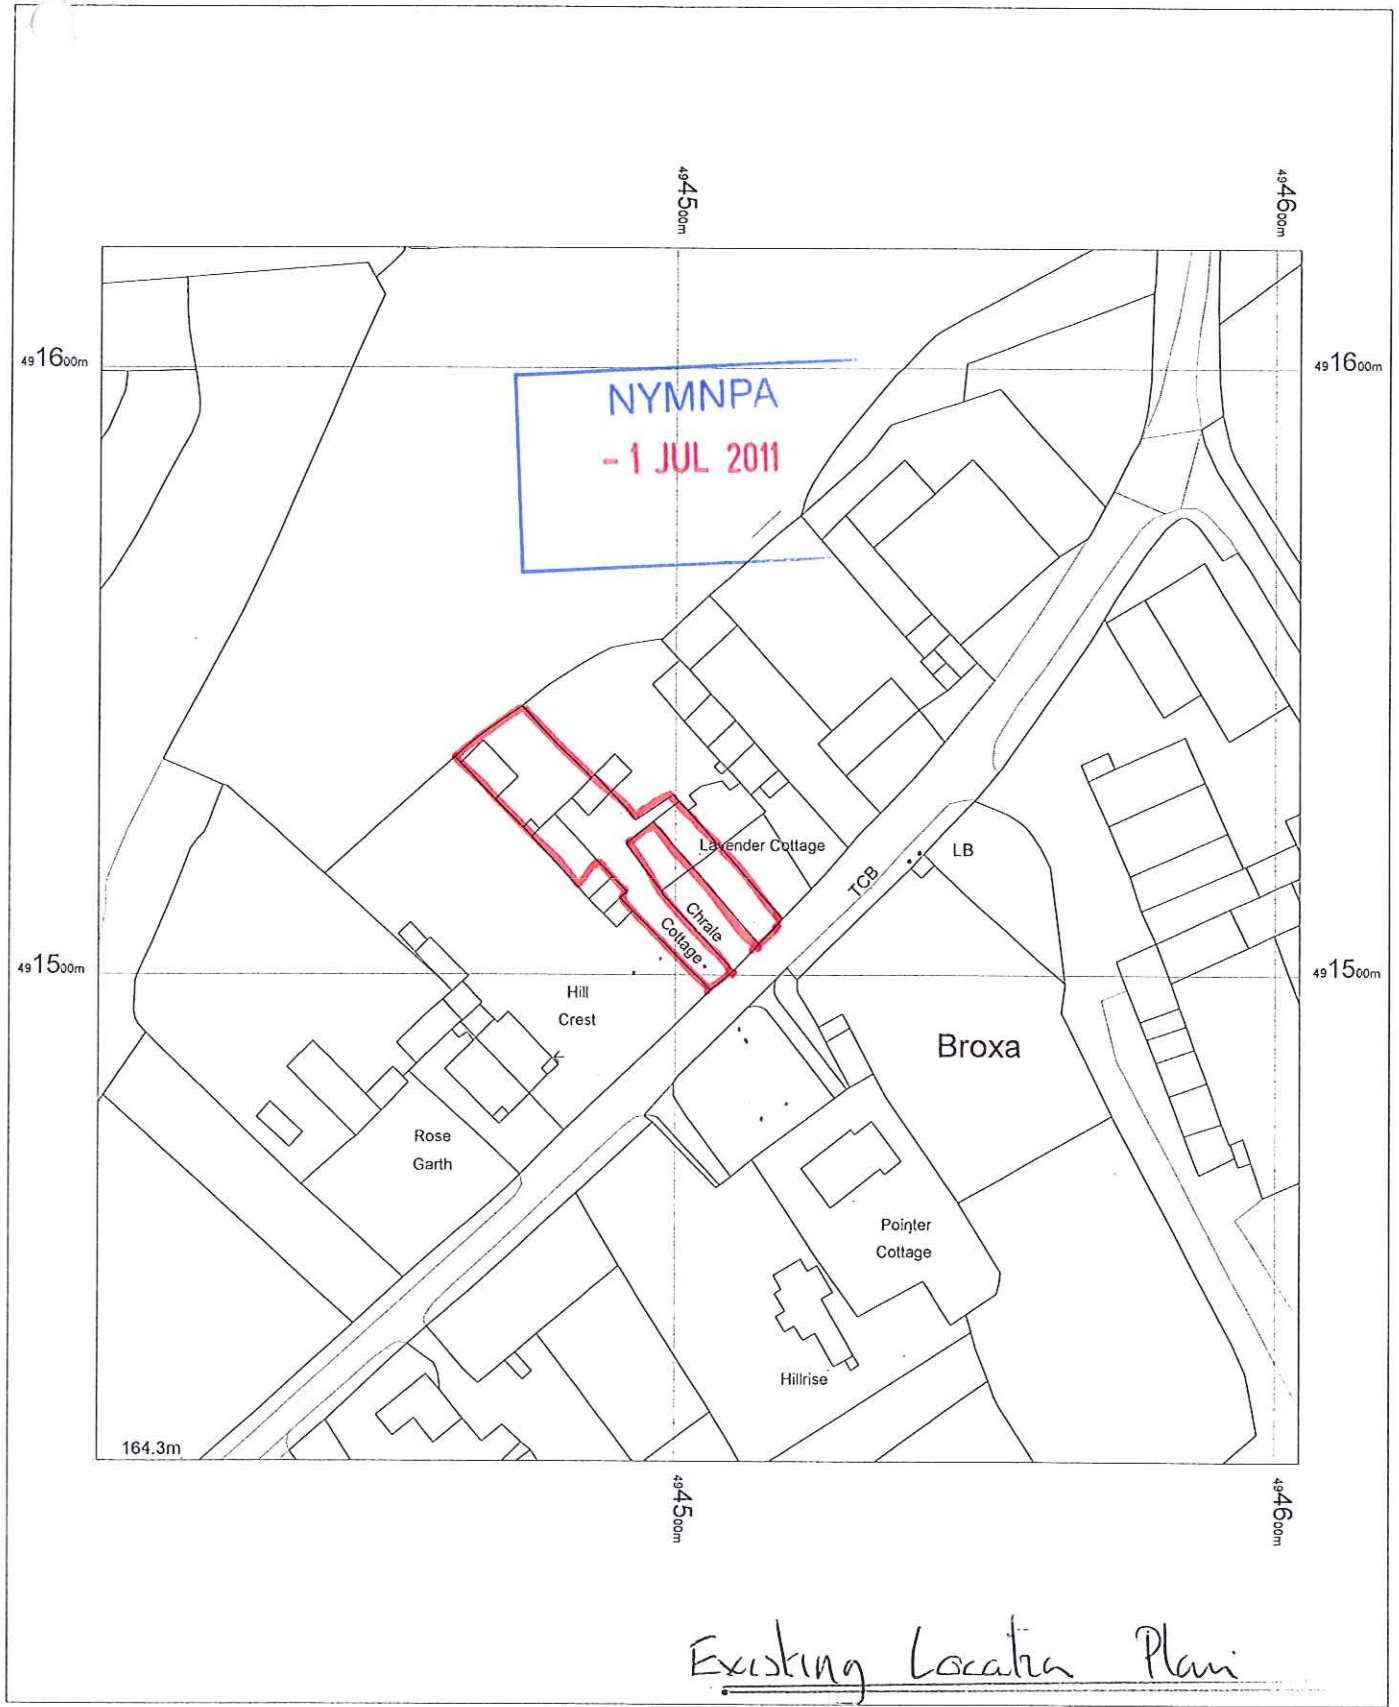 494500m
494600m
491600m
491600m
NYMNPA
- 1 JUL 2011
Lavender Cottage
TCB
LB
Chrale
Cottage
491500m
491500m
Hill
Crest
Broxa
Rose
Garth
Pointer
Cottage
Hillrise
164.3m
494500m
494600m
Existing Location Plan